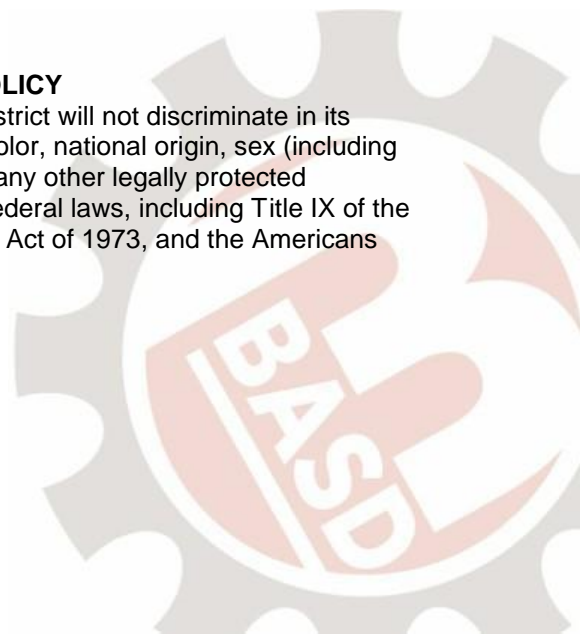 OLICY
strict will not discriminate in its
olor, national origin, sex (including
any other legally protected
ederal laws, including Title IX of the
Act of 1973, and the Americans
BASD